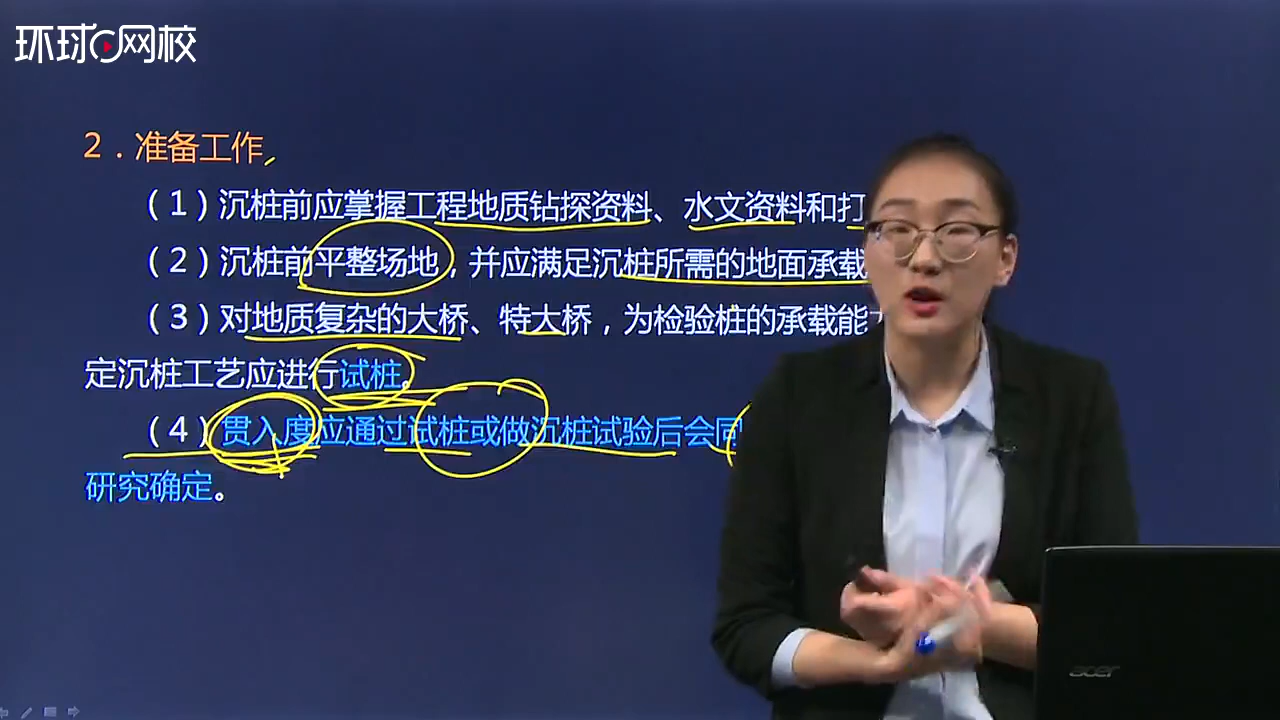 环球网校
2．准备工作
（1）沉桩前应掌握工程地质钻探资料、水文资料和打
（2）沉桩前平整场地，并应满足沉桩所需的地面承载
（3）对地质复杂的大桥、特大桥，为检验桩的承载能
定沉桩工艺应进行试桩。
（4）贯入度应通过试桩或做沉桩试验后会同
研究确定。
acer